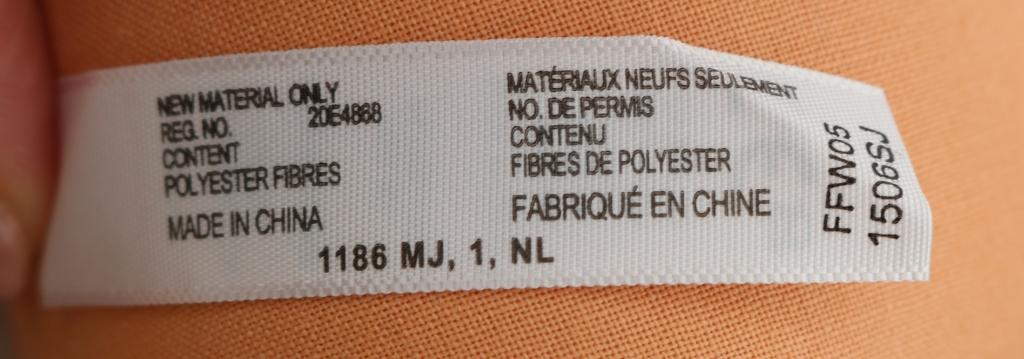 NEW MATERIAL ONLY
REG. NO. 20E4868
CONTENT
POLYESTER FIBRES
MADE IN CHINA
MATÉRIAUX NEUFS SEULEMENT
NO. DE PERMIS
CONTENU
FIBRES DE POLYESTER
FABRIQUÉ EN CHINE
1186 MJ, 1, NL
FFW05
1506SJ